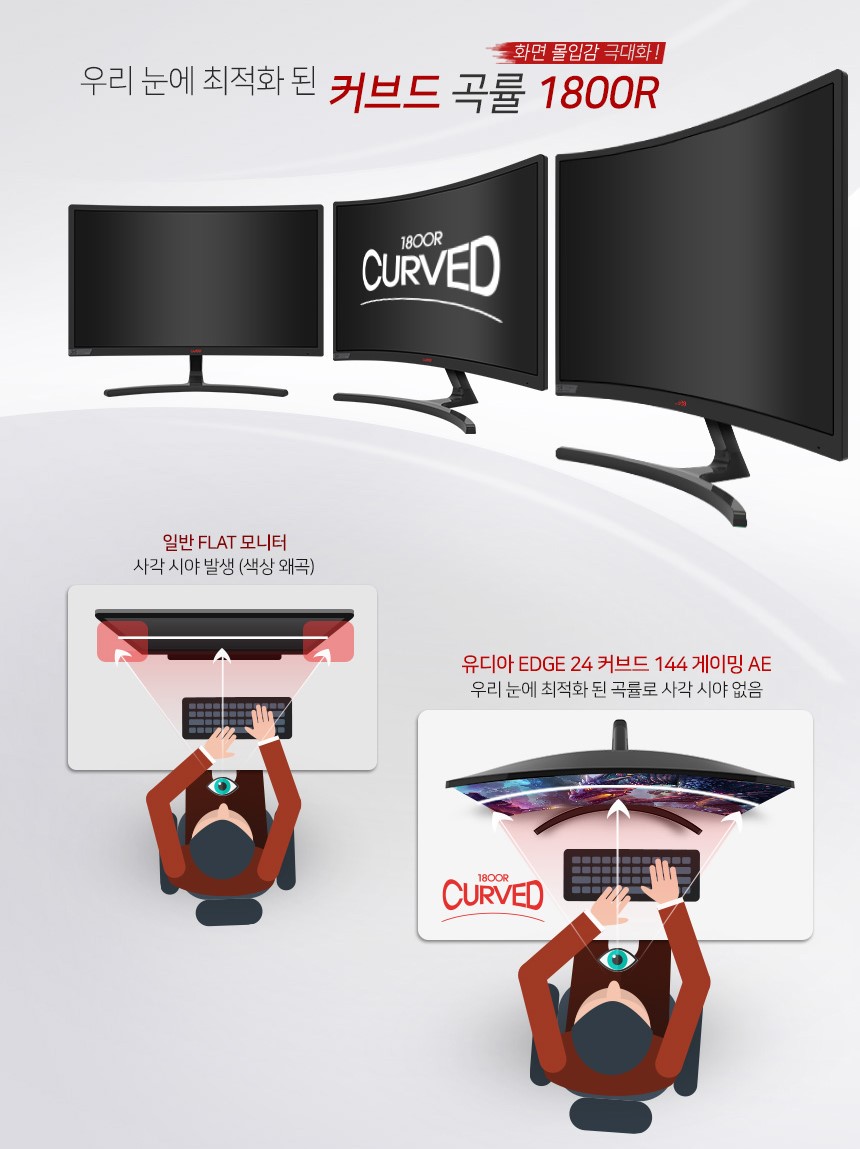 화면 몰입감 극대화!
우리 눈에 최적화 된 커브드 곡률 1800R
1800R
CURVED
일반 FLAT 모니터
사각 시야 발생 (색상 왜곡)
유디아 EDGE 24 커브드 144 게이밍 AE
우리 눈에 최적화 된 곡률로 사각 시야 없음
1800R
CURVED